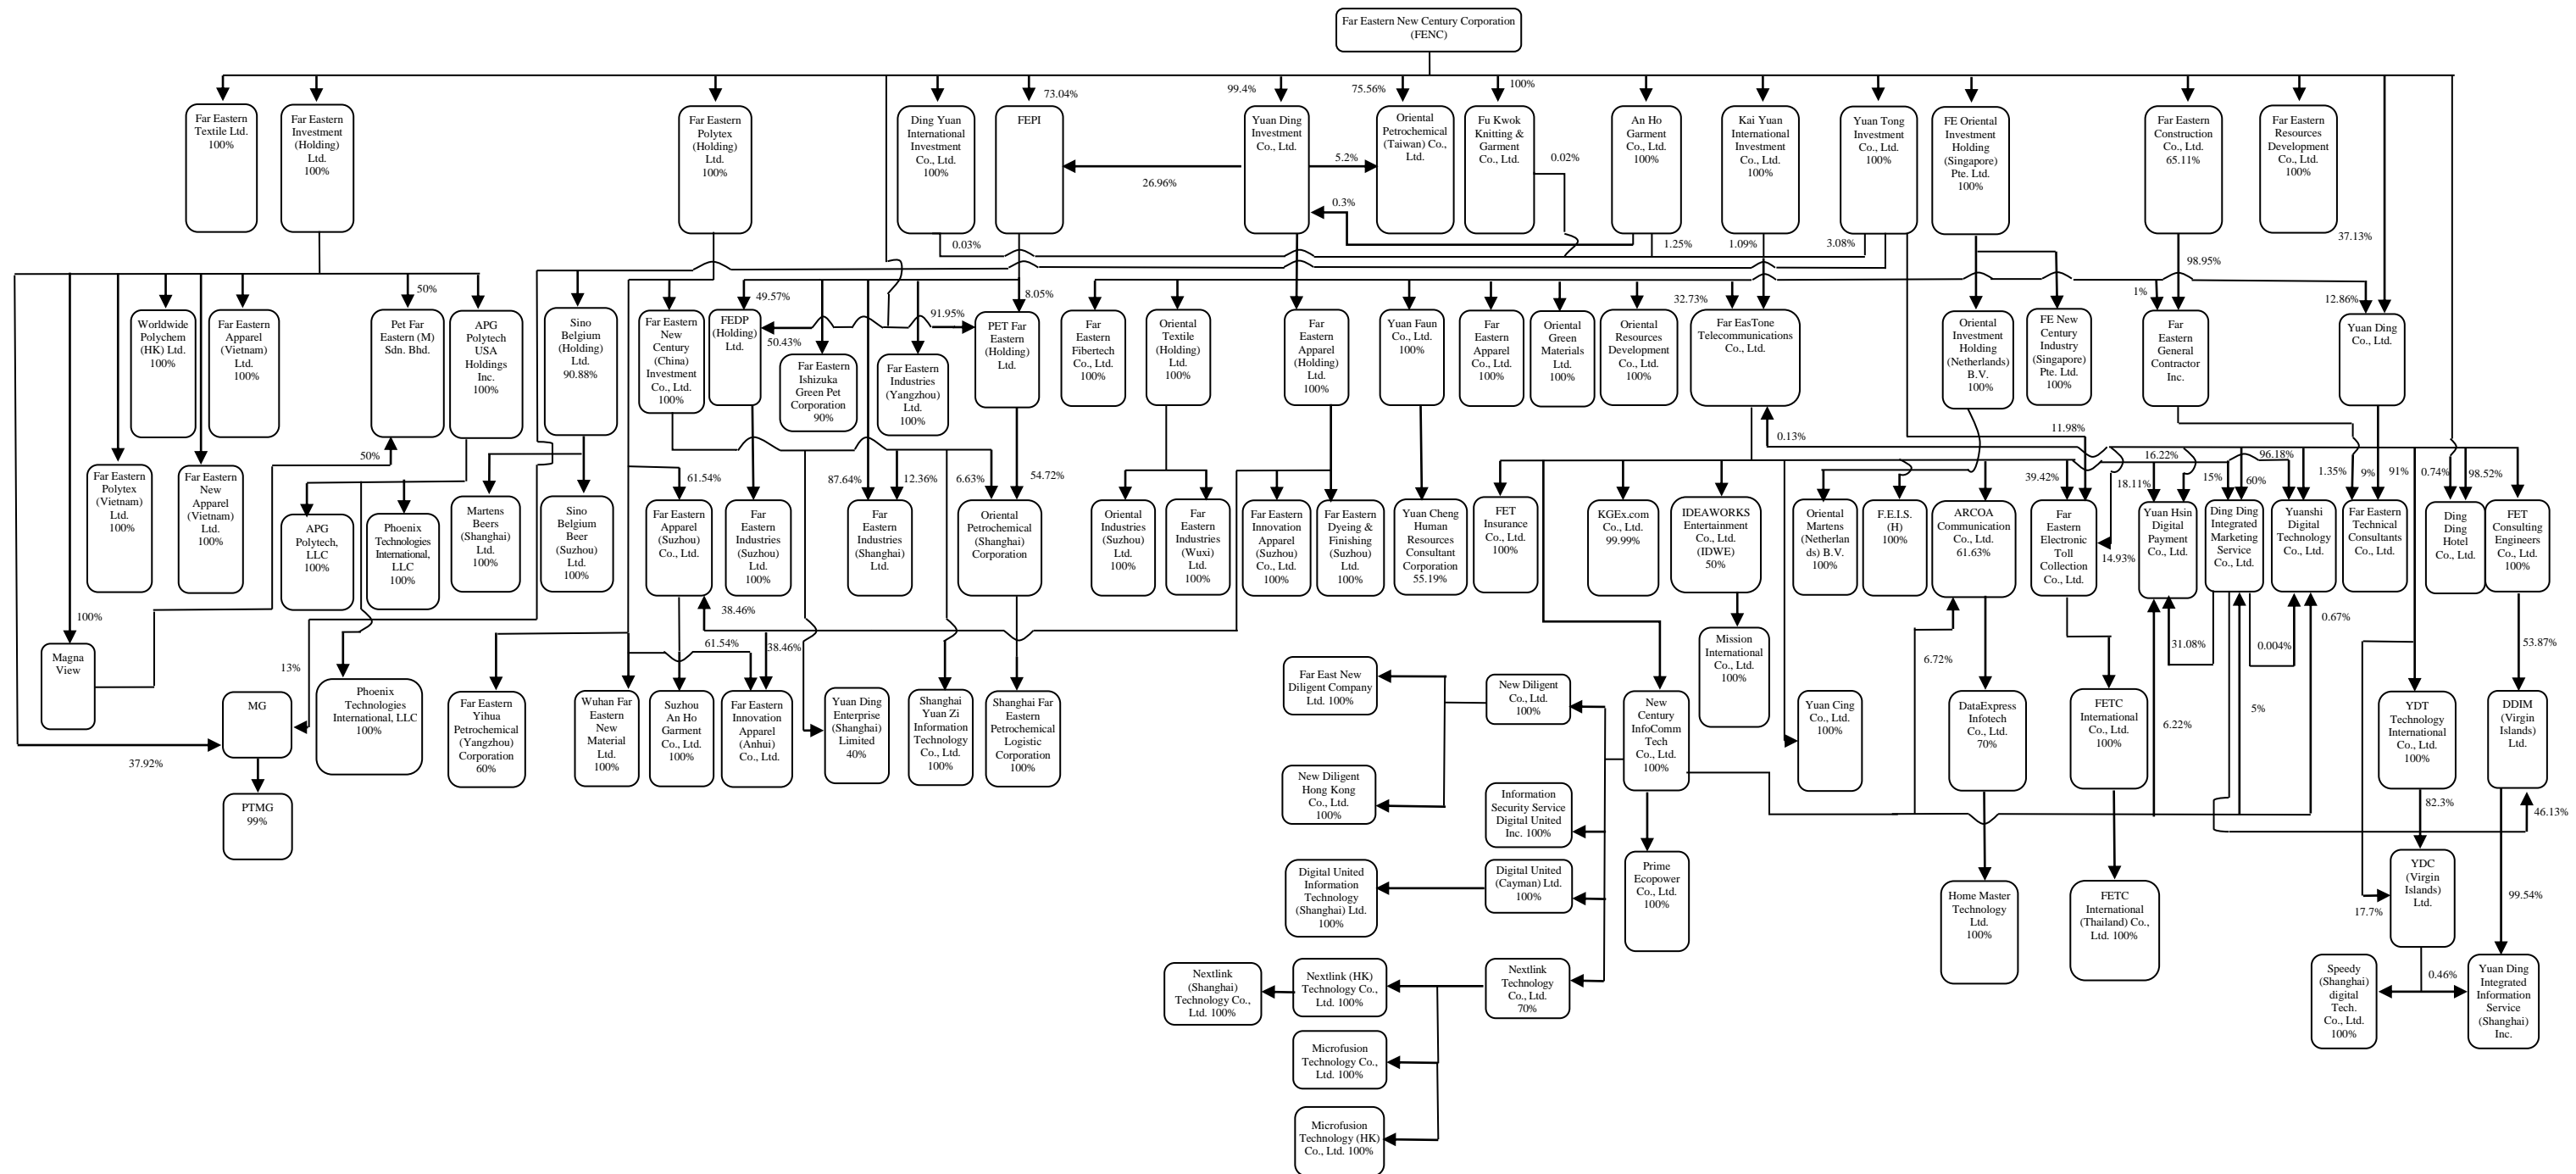 Far Eastern New Century Corporation
(FENC)
73.04%
99.4%
75.56%
100%
Far Eastern
Textile Ltd.
100%
Far Eastern
Investment
(Holding)
Ltd.
100%
Far Eastern
Polytex
(Holding)
Ltd.
100%
Ding Yuan
International
Investment
Co., Ltd.
100%
FEPI
Yuan Ding
Investment
Co., Ltd.
Oriental
Petrochemical
(Taiwan) Co.,
Ltd.
Fu Kwok
Knitting &
Garment
Co., Ltd.
An Ho
Garment
Co., Ltd.
100%
Kai Yuan
International
Investment
Co., Ltd.
100%
Yuan Tong
Investment
Co., Ltd.
100%
FE Oriental
Investment
Holding
(Singapore)
Pte. Ltd.
100%
Far Eastern
Construction
Co., Ltd.
65.11%
Far Eastern
Resources
Development
Co., Ltd.
100%
26.96%
5.2%
0.02%
0.3%
0.03%
1.25%
1.09%
3.08%
98.95%
37.13%
50%
49.57%
8.05%
91.95%
50.43%
32.73%
1%
12.86%
Worldwide
Polychem
(HK) Ltd.
100%
Far Eastern
Apparel
(Vietnam)
Ltd.
100%
Pet Far
Eastern (M)
Sdn. Bhd.
APG
Polytech
USA
Holdings
Inc.
100%
Sino
Belgium
(Holding)
Ltd.
90.88%
Far Eastern
New
Century
(China)
Investment
Co., Ltd.
100%
FEDP
(Holding)
Ltd.
Far Eastern
Ishizuka
Green Pet
Corporation
90%
Far Eastern
Industries
(Yangzhou)
Ltd.
100%
PET Far
Eastern
(Holding)
Ltd.
Far
Eastern
Fibertech
Co., Ltd.
100%
Oriental
Textile
(Holding)
Ltd.
100%
Far
Eastern
Apparel
(Holding)
Ltd.
100%
Yuan Faun
Co., Ltd.
100%
Far
Eastern
Apparel
Co., Ltd.
100%
Oriental
Green
Materials
Ltd.
100%
Oriental
Resources
Development
Co., Ltd.
100%
Far EasTone
Telecommunications
Co., Ltd.
Oriental
Investment
Holding
(Netherlands)
B.V.
100%
FE New
Century
Industry
(Singapore)
Pte. Ltd.
100%
Far
Eastern
General
Contractor
Inc.
Yuan Ding
Co., Ltd.
50%
61.54%
87.64%
12.36%
6.63%
54.72%
0.13%
11.98%
39.42%
16.22%
18.11%
15%
96.18%
60%
1.35%
9%
91%
0.74%
98.52%
14.93%
Far Eastern
Polytex
(Vietnam)
Ltd.
100%
Far Eastern
New
Apparel
(Vietnam)
Ltd.
100%
APG
Polytech,
LLC
100%
Phoenix
Technologies
International,
LLC
100%
Martens
Beers
(Shanghai)
Ltd.
100%
Sino
Belgium
Beer
(Suzhou)
Ltd.
100%
Far Eastern
Apparel
(Suzhou)
Co., Ltd.
Far
Eastern
Industries
(Suzhou)
Ltd.
100%
Far
Eastern
Industries
(Shanghai)
Ltd.
Oriental
Petrochemical
(Shanghai)
Corporation
Oriental
Industries
(Suzhou)
Ltd.
100%
Far
Eastern
Industries
(Wuxi)
Ltd.
100%
Far Eastern
Innovation
Apparel
(Suzhou)
Co., Ltd.
100%
Far Eastern
Dyeing &
Finishing
(Suzhou)
Ltd.
100%
Yuan Cheng
Human
Resources
Consultant
Corporation
55.19%
FET
Insurance
Co., Ltd.
100%
KGEx.com
Co., Ltd.
99.99%
IDEAWORKS
Entertainment
Co., Ltd.
(IDWE)
50%
Oriental
Martens
(Netherlan
ds) B.V.
100%
F.E.I.S.
(H)
100%
ARCOA
Communication
Co., Ltd.
61.63%
Far
Eastern
Electronic
Toll
Collection
Co., Ltd.
Yuan Hsin
Digital
Payment
Co., Ltd.
Ding Ding
Integrated
Marketing
Service
Co., Ltd.
Yuanshi
Digital
Technology
Co., Ltd.
Far Eastern
Technical
Consultants
Co., Ltd.
Ding
Ding
Hotel
Co., Ltd.
FET
Consulting
Engineers
Co., Ltd.
100%
100%
38.46%
61.54%
38.46%
13%
37.92%
6.72%
31.08%
0.004%
0.67%
53.87%
6.22%
5%
Magna
View
MG
PTMG
99%
Phoenix
Technologies
International, LLC
100%
Far Eastern
Yihua
Petrochemical
(Yangzhou)
Corporation
60%
Wuhan Far
Eastern
New
Material
Ltd.
100%
Suzhou
An Ho
Garment
Co., Ltd.
100%
Far Eastern
Innovation
Apparel
(Anhui)
Co., Ltd.
Yuan Ding
Enterprise
(Shanghai)
Limited
40%
Shanghai
Yuan Zi
Information
Technology
Co., Ltd.
100%
Shanghai Far
Eastern
Petrochemical
Logistic
Corporation
100%
Far East New
Diligent Company
Ltd. 100%
New Diligent
Co., Ltd.
100%
New
Century
InfoComm
Tech
Co., Ltd.
100%
Mission
International
Co., Ltd.
100%
Yuan Cing
Co., Ltd.
100%
DataExpress
Infotech
Co., Ltd.
70%
FETC
International
Co., Ltd.
100%
YDT
Technology
International
Co., Ltd.
100%
DDIM
(Virgin
Islands)
Ltd.
New Diligent
Hong Kong
Co., Ltd.
100%
Information
Security Service
Digital United
Inc. 100%
82.3%
46.13%
Digital United
Information
Technology
(Shanghai) Ltd.
100%
Digital United
(Cayman) Ltd.
100%
Prime
Ecopower
Co., Ltd.
100%
Home Master
Technology
Ltd.
100%
FETC
International
(Thailand) Co.,
Ltd. 100%
YDC
(Virgin
Islands)
Ltd.
17.7%
99.54%
Nextlink
(Shanghai)
Technology Co.,
Ltd. 100%
Nextlink (HK)
Technology Co.,
Ltd. 100%
Nextlink
Technology
Co., Ltd.
70%
0.46%
Speedy
(Shanghai)
digital
Tech.
Co., Ltd.
100%
Yuan Ding
Integrated
Information
Service
(Shanghai)
Inc.
Microfusion
Technology Co.,
Ltd. 100%
Microfusion
Technology (HK)
Co., Ltd. 100%